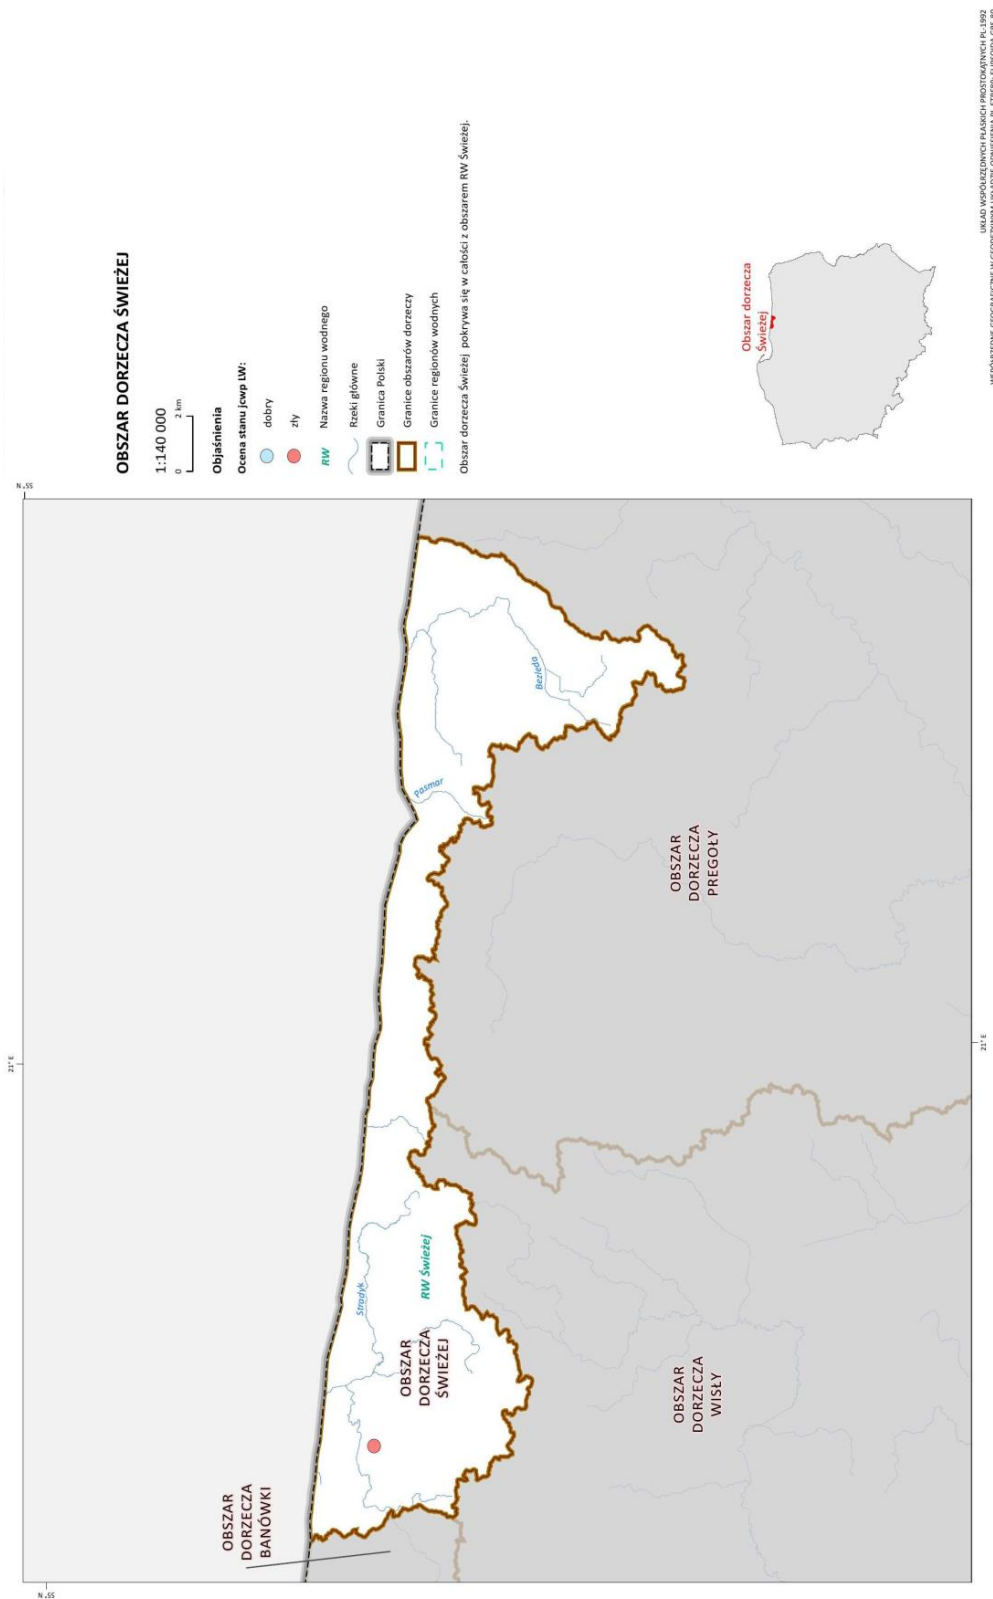 OBSZAR DORZECZA ŚWIEŻEJ
1:140 000
0 2 km
Objaśnienia
Ocena stanu jcwp LW:
dobry
zły
RW Nazwa regionu wodnego
Rzeki główne
Granica Polski
Granice obszarów dorzeczy
Granice regionów wodnych
Obszar dorzecza Świeżej pokrywa się w całości z obszarem RW Świeżej.
Obszar dorzecza
Świeżej
UKŁAD WSPÓŁRZĘDNYCH PŁASKICH PROSTOKĄTNYCH PL-1992
21° E
OBSZAR
DORZECZA
BANÓWKI
Stradyk
RW Świeżej
OBSZAR
DORZECZA
ŚWIEŻEJ
Pasmar
Bezleda
OBSZAR
DORZECZA
WISŁY
OBSZAR
DORZECZA
PREGOŁY
21° E